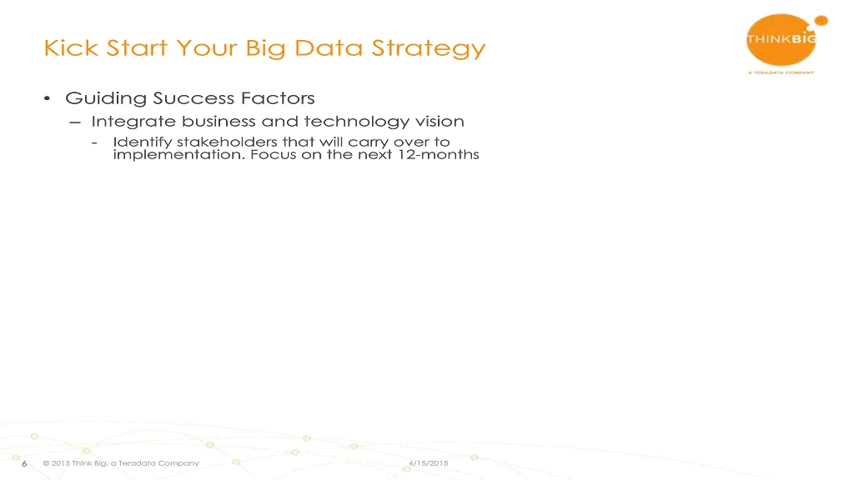 Kick Start Your Big Data Strategy
THINKBIG
A TERADATA COMPANY
• Guiding Success Factors
– Integrate business and technology vision
- Identify stakeholders that will carry over to
implementation. Focus on the next 12-months
6 © 2015 Think Big, a Teradata Company 4/15/2015